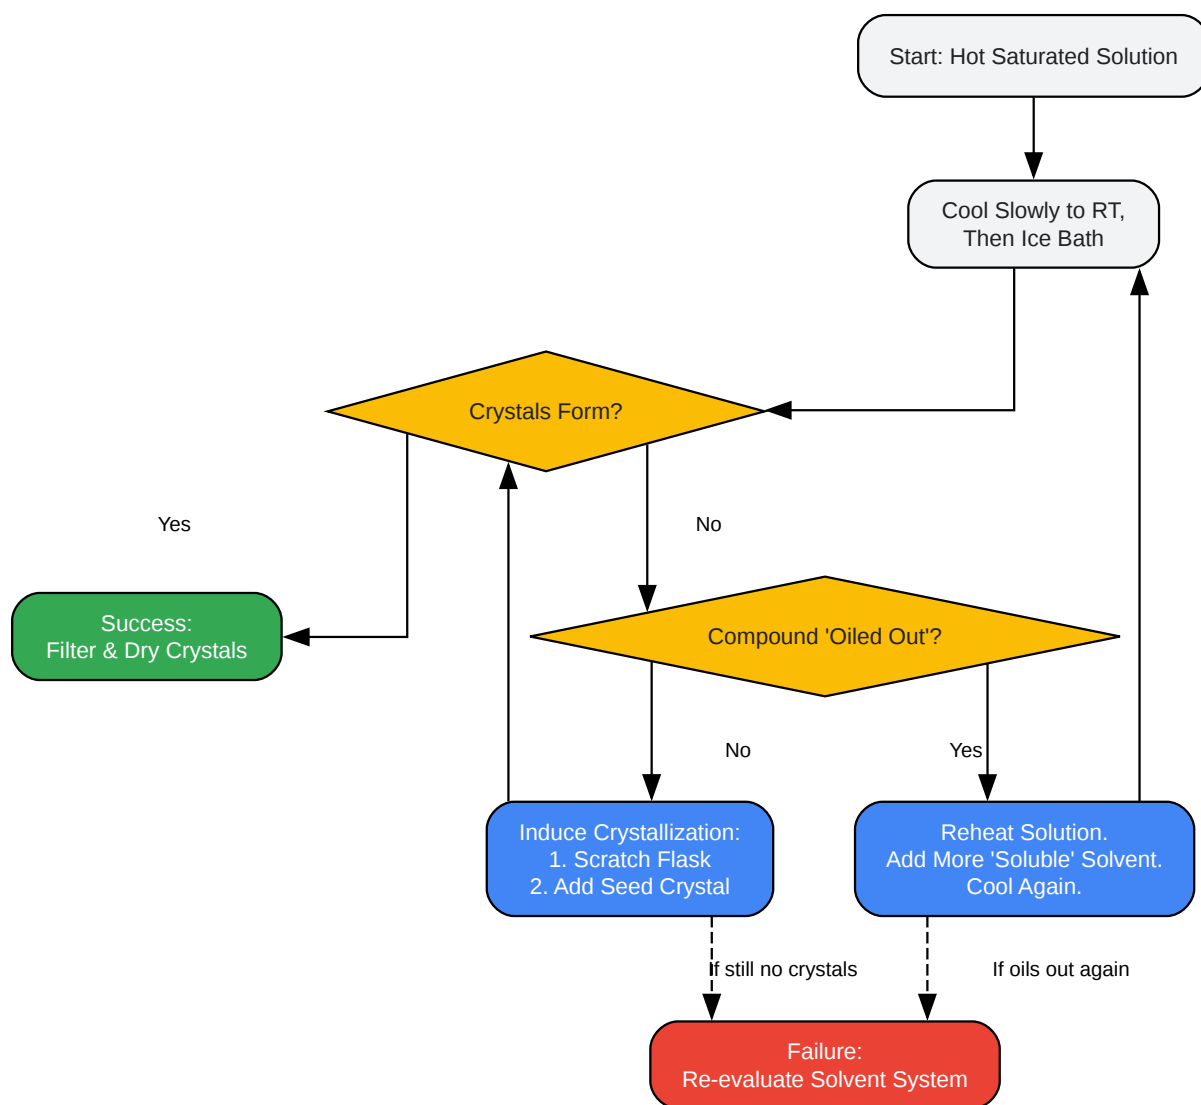 Start: Hot Saturated Solution
Cool Slowly to RT,
Then Ice Bath
Crystals Form?
Yes
No
Success:
Filter & Dry Crystals
Compound 'Oiled Out'?
No
Yes
Induce Crystallization:
1. Scratch Flask
2. Add Seed Crystal
Reheat Solution.
Add More 'Soluble' Solvent.
Cool Again.
If still no crystals
If oils out again
Failure:
Re-evaluate Solvent System